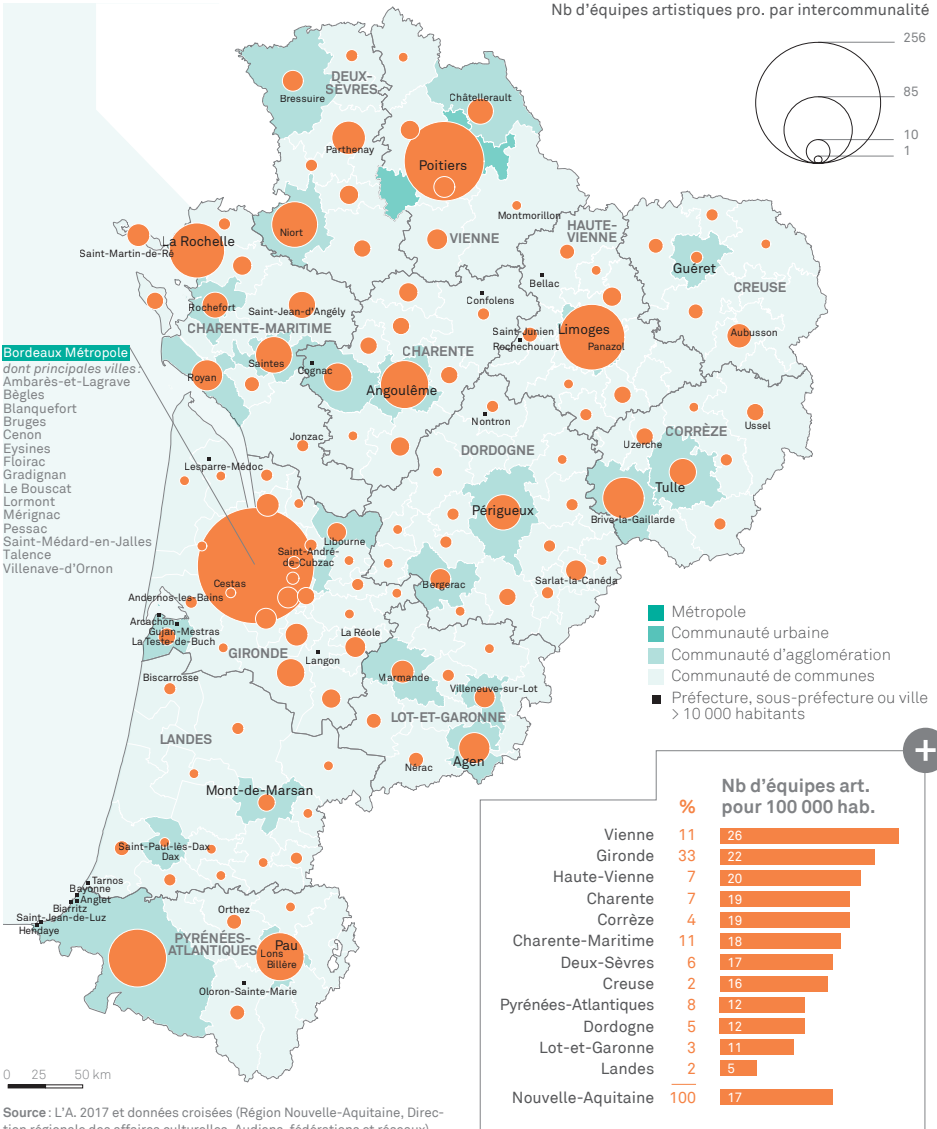 Nb d'équipes artistiques pro. par intercommunalité
256
85
10
1
DEUX-
SÈVRES
Bressuire
Châtellerault
Parthenay
Poitiers
Niort
Montmorillon
VIENNE
HAUTE-
VIENNE
La Rochelle
Saint-Martin-de-Ré
Guéret
CREUSE
Bellac
Confolens
Rochefort
Saint-Jean-d'Angély
CHARENTE-MARITIME
Saint-Junien
Rochechouart
Limoges
Panazol
Aubusson
CHARENTE
Saintes
Cognac
Royan
Angoulême
Bordeaux Métropole
dont principales villes :
Ambarès-et-Lagrave
Bègles
Blanquefort
Bruges
Cenon
Eysines
Floirac
Gradignan
Le Bouscat
Lormont
Mérignac
Pessac
Saint-Médard-en-Jalles
Talence
Villenave-d'Ornon
Nontron
Ussel
CORRÈZE
Uzerche
Jonzac
DORDOGNE
Lesparre-Médoc
Tulle
Périgueux
Brive-la-Gaillarde
Libourne
Saint-André-
de-Cubzac
Cestas
Bergerac
Sarlat-la-Canéda
Andernos-les-Bains
Arcachon
Gujan-Mestras
La Teste-de-Buch
La Réole
GIRONDE
Langon
Biscarrosse
Marmande
Villeneuve-sur-Lot
LOT-ET-GARONNE
LANDES
Nérac
Agen
Mont-de-Marsan
Saint-Paul-lès-Dax
Dax
Tarnos
Bayonne
Anglet
Biarritz
Saint-Jean-de-Luz
Hendaye
Orthez
PYRÉNÉES-
ATLANTIQUES
Pau
Lons
Billère
Oloron-Sainte-Marie
Métropole
Communauté urbaine
Communauté d'agglomération
Communauté de communes
Préfecture, sous-préfecture ou ville
> 10 000 habitants
+
% Nb d'équipes art.
pour 100 000 hab.
Vienne 11 26
Gironde 33 22
Haute-Vienne 7 20
Charente 7 19
Corrèze 4 19
Charente-Maritime 11 18
Deux-Sèvres 6 17
Creuse 2 16
Pyrénées-Atlantiques 8 12
Dordogne 5 12
Lot-et-Garonne 3 11
Landes 2 5
Nouvelle-Aquitaine 100 17
0 25 50 km
Source : L'A. 2017 et données croisées (Région Nouvelle-Aquitaine, Direc-
tion régionale des affaires culturelles, Audiens, fédérations et réseaux)